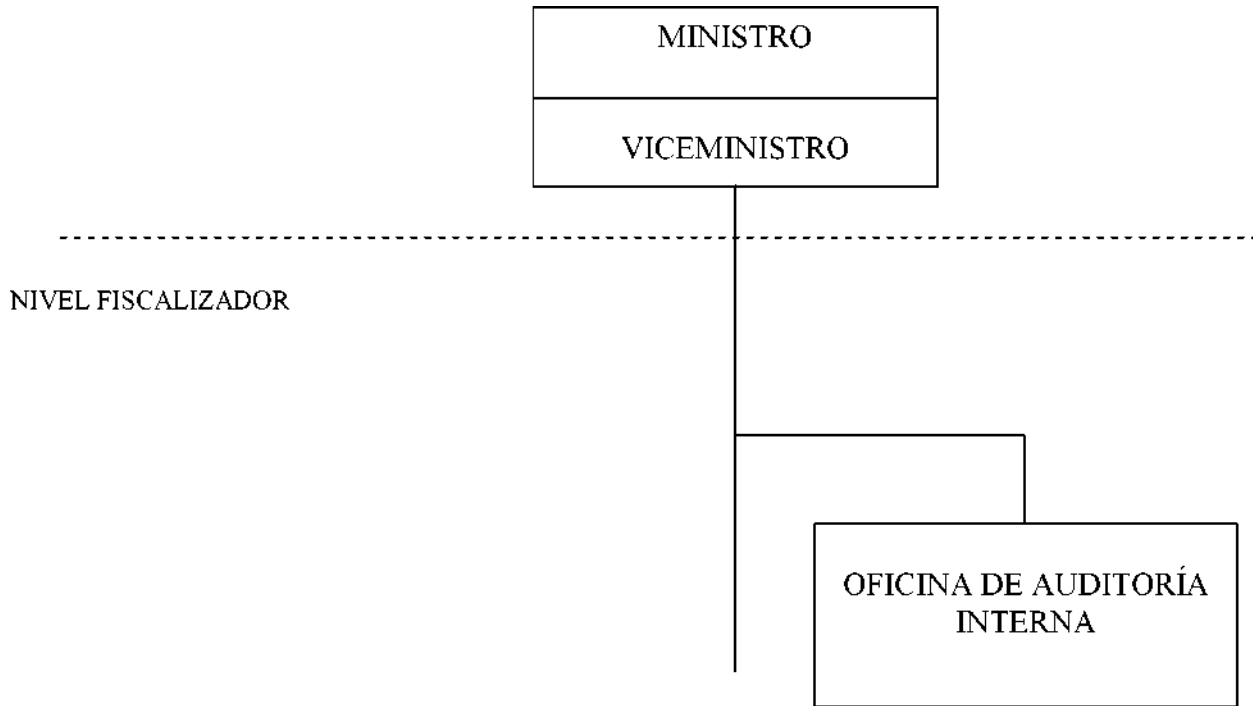 MINISTRO
VICEMINISTRO
NIVEL FISCALIZADOR
OFICINA DE AUDITORÍA
INTERNA